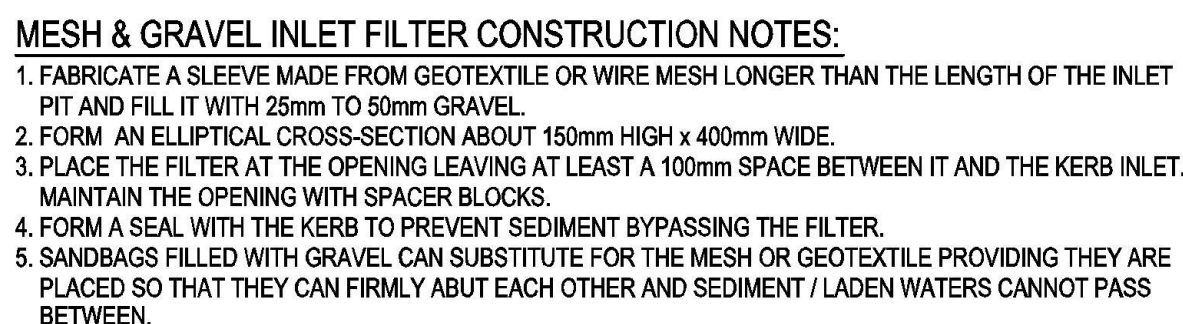 MESH & GRAVEL INLET FILTER CONSTRUCTION NOTES:
1. FABRICATE A SLEEVE MADE FROM GEOTEXTILE OR WIRE MESH LONGER THAN THE LENGTH OF THE INLET
PIT AND FILL IT WITH 25mm TO 50mm GRAVEL.
2. FORM AN ELLIPTICAL CROSS-SECTION ABOUT 150mm HIGH x 400mm WIDE.
3. PLACE THE FILTER AT THE OPENING LEAVING AT LEAST A 100mm SPACE BETWEEN IT AND THE KERB INLET.
MAINTAIN THE OPENING WITH SPACER BLOCKS.
4. FORM A SEAL WITH THE KERB TO PREVENT SEDIMENT BYPASSING THE FILTER.
5. SANDBAGS FILLED WITH GRAVEL CAN SUBSTITUTE FOR THE MESH OR GEOTEXTILE PROVIDING THEY ARE
PLACED SO THAT THEY CAN FIRMLY ABUT EACH OTHER AND SEDIMENT / LADEN WATERS CANNOT PASS
BETWEEN.